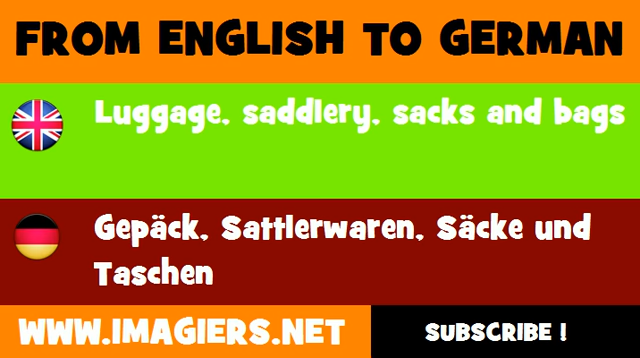 FROM ENGLISH TO GERMAN
Luggage, saddlery, sacks and bags
Gepäck, Sattlerwaren, Säcke und
Taschen
WWW.IMAGIERS.NET
SUBSCRIBE !